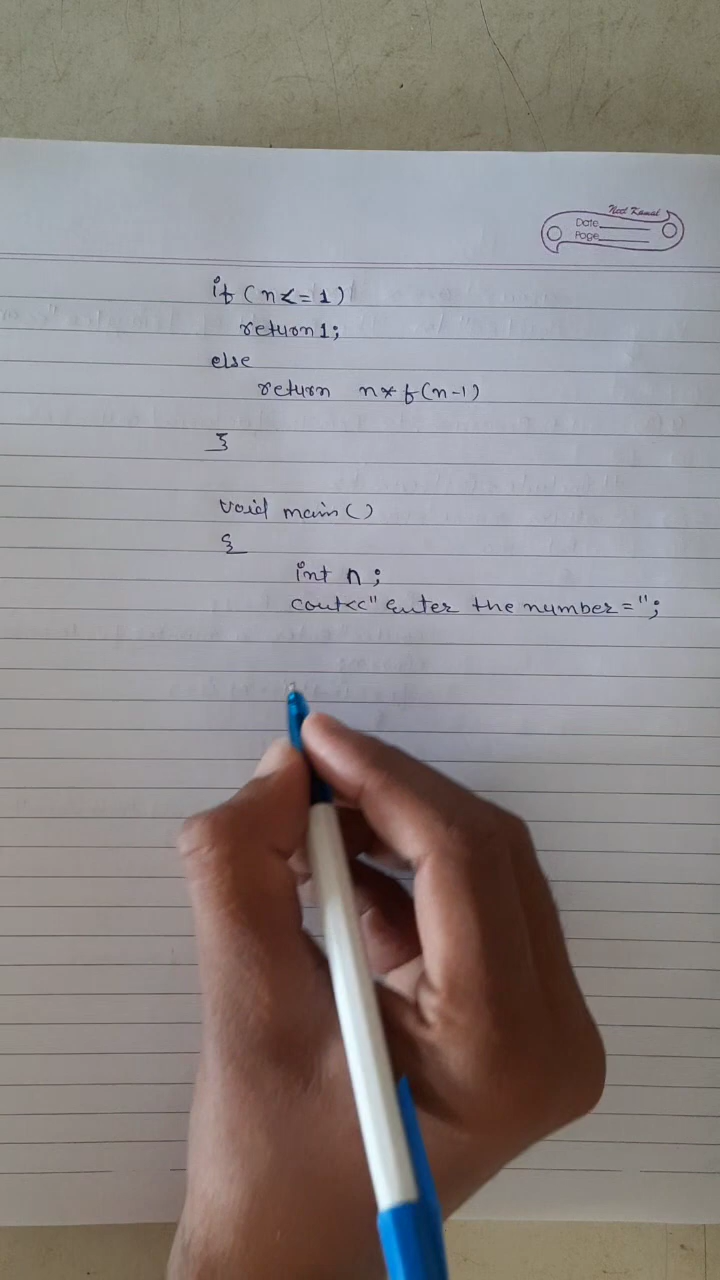 Neel Kamal
Date
Page
if (n<=1)
return 1;
else
return n*f(n-1)
}
void main()
{
int n;
cout<<"Enter the number=";